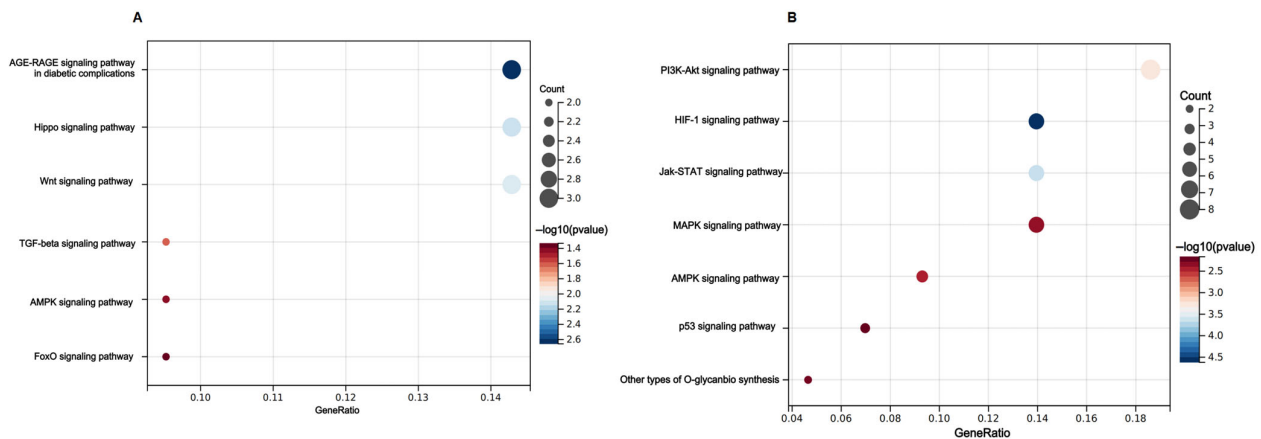 A
AGE-RAGE signaling pathway
in diabetic complications
Hippo signaling pathway
Wnt signaling pathway
TGF-beta signaling pathway
AMPK signaling pathway
FoxO signaling pathway
0.10 0.11 0.12 0.13 0.14
GeneRatio
Count
2.0
2.2
2.4
2.6
2.8
3.0
−log10(pvalue)
1.4
1.6
1.8
2.0
2.2
2.4
2.6
B
PI3K-Akt signaling pathway
HIF-1 signaling pathway
Jak-STAT signaling pathway
MAPK signaling pathway
AMPK signaling pathway
p53 signaling pathway
Other types of O-glycanbio synthesis
0.04 0.06 0.08 0.10 0.12 0.14 0.16 0.18
GeneRatio
Count
2
3
4
5
6
7
8
−log10(pvalue)
2.5
3.0
3.5
4.0
4.5